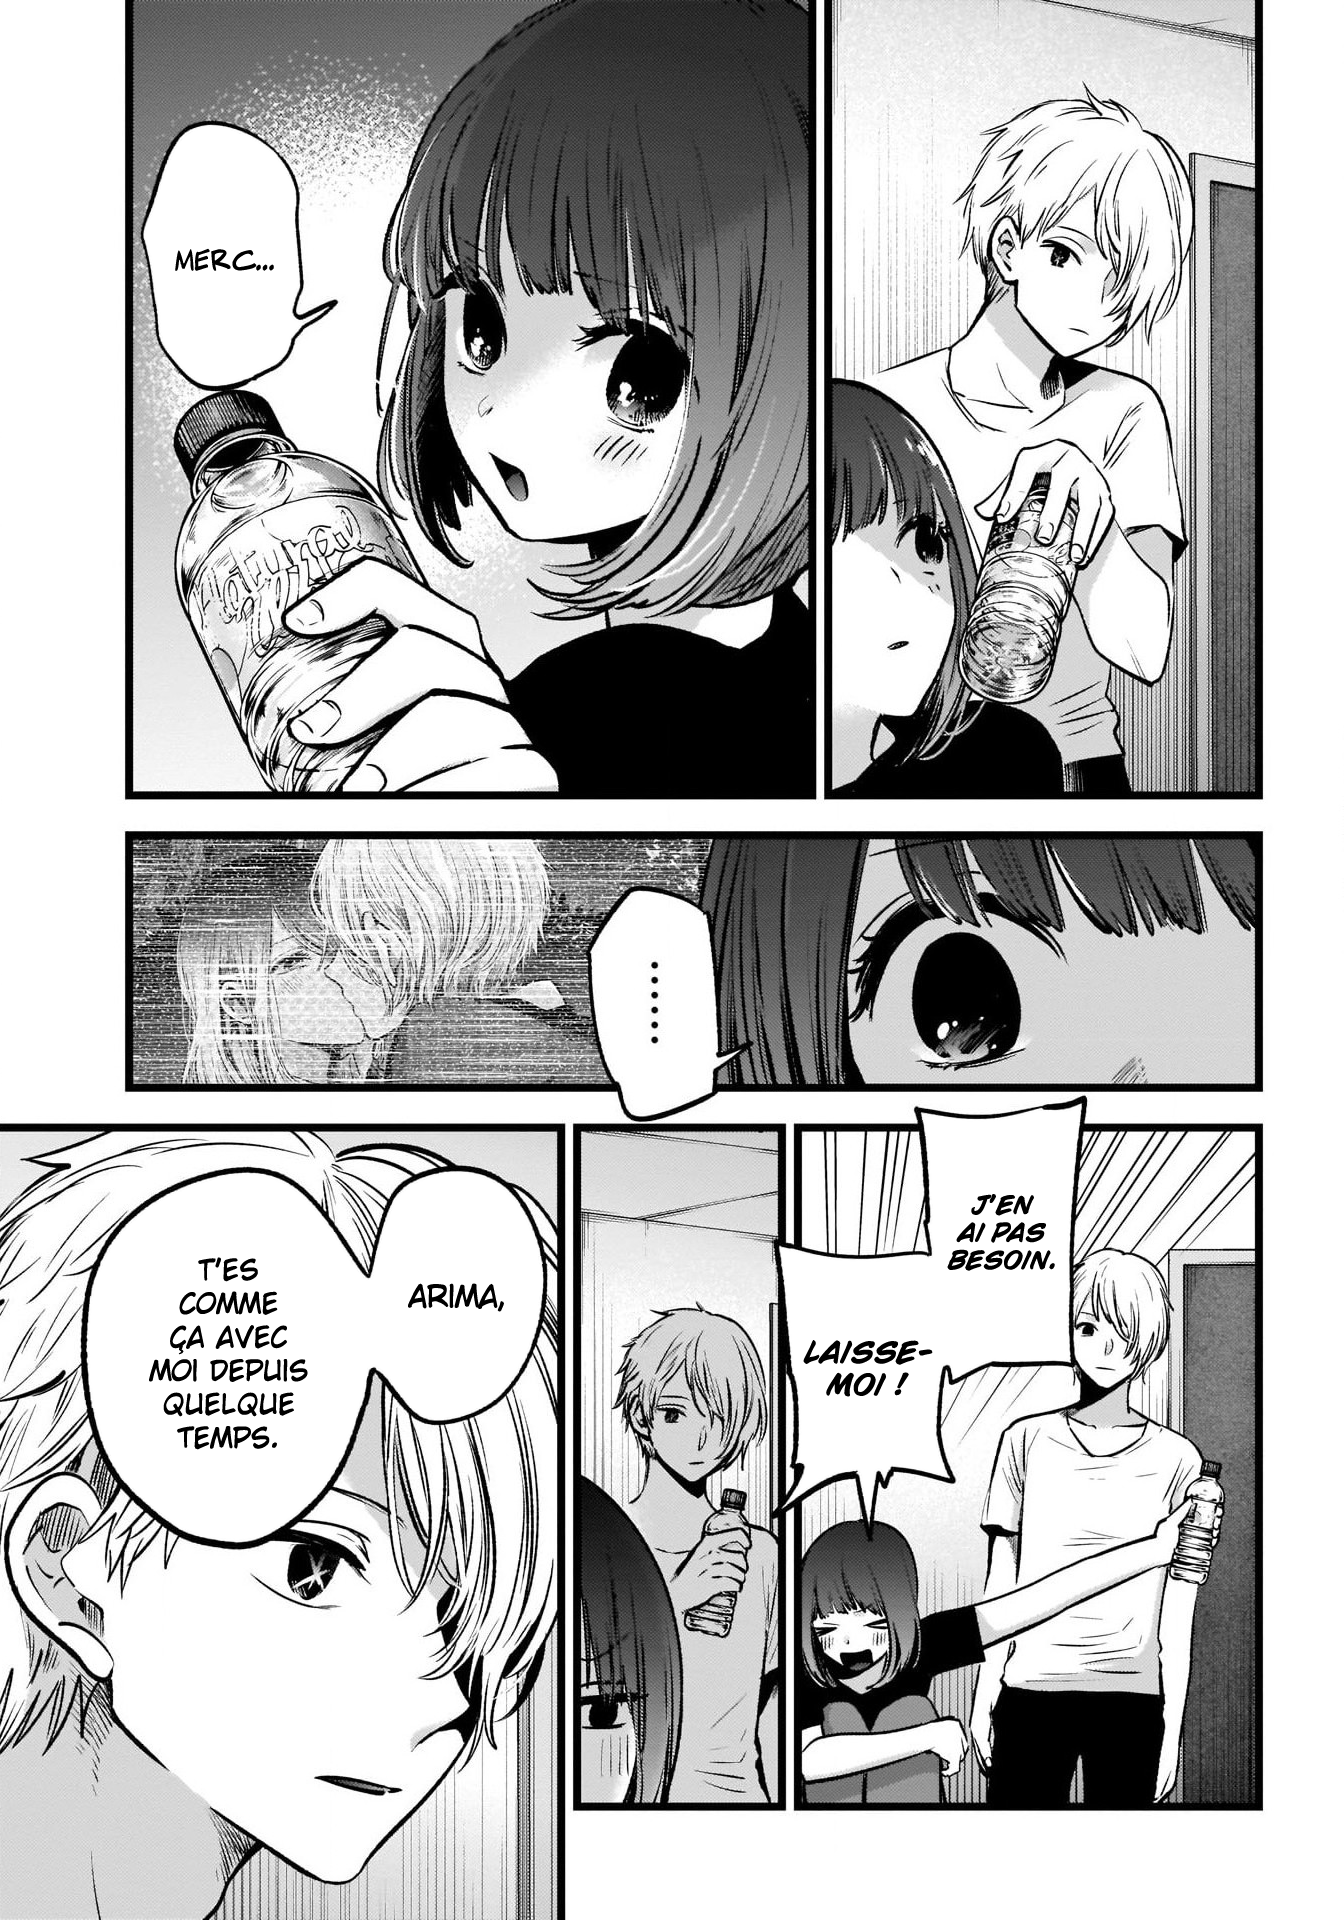 MERC...
......
J'EN
AI PAS
BESOIN.
LAISSE-
MOI !
ARIMA,
T'ES
COMME
ÇA AVEC
MOI DEPUIS
QUELQUE
TEMPS.